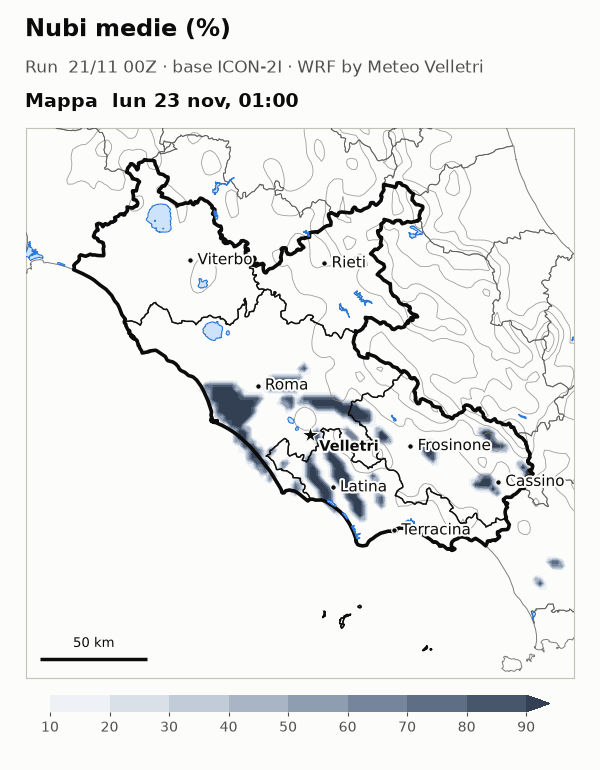 Nubi medie (%)
Run  21/11 00Z · base ICON-2I · WRF by Meteo Velletri
Mappa  lun 23 nov, 01:00
Viterbo
Rieti
Roma
Velletri
Frosinone
Latina
Cassino
Terracina
50 km
10 20 30 40 50 60 70 80 90